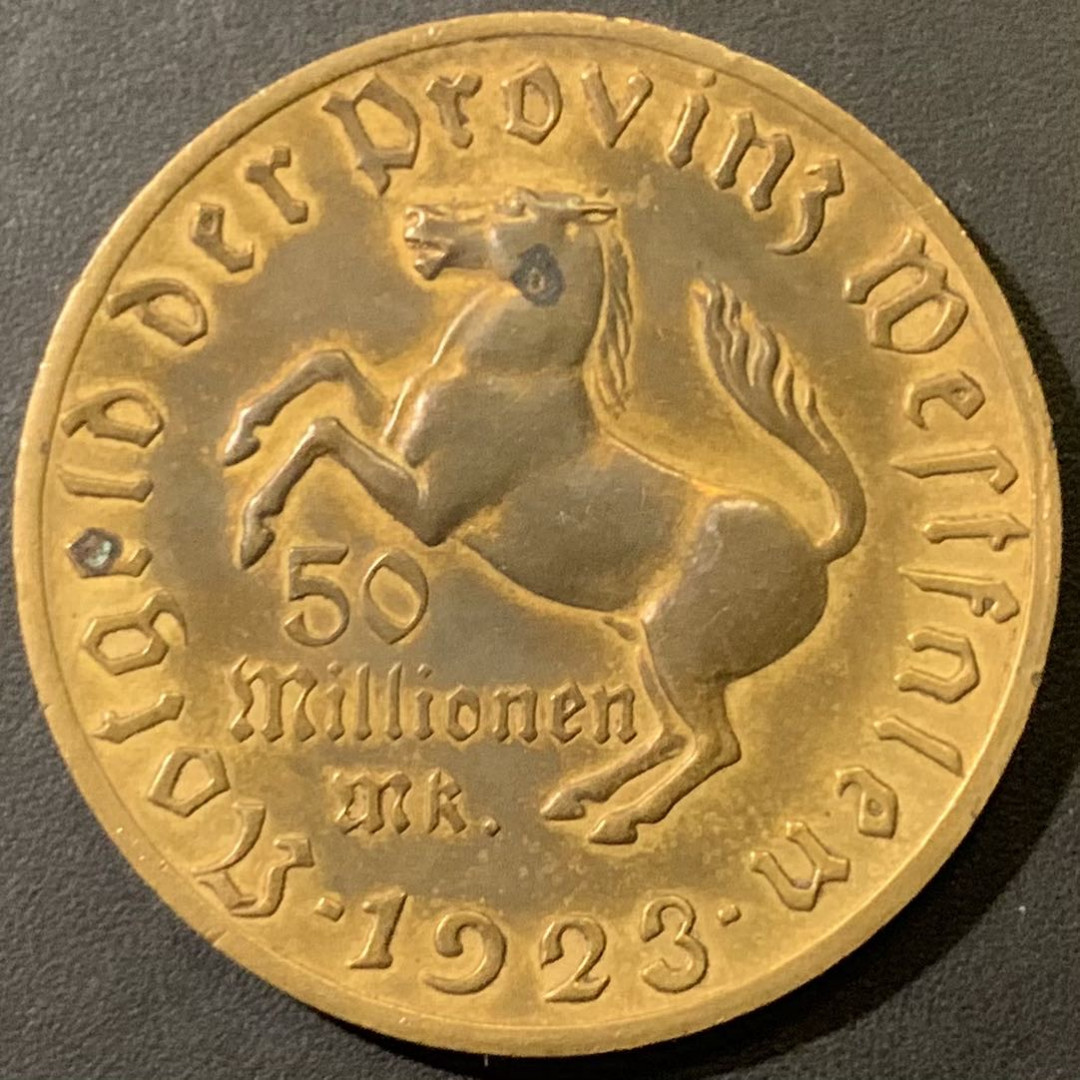 Notgeld der Provinz Westfalen
50
Millionen
Mk.
·1923·